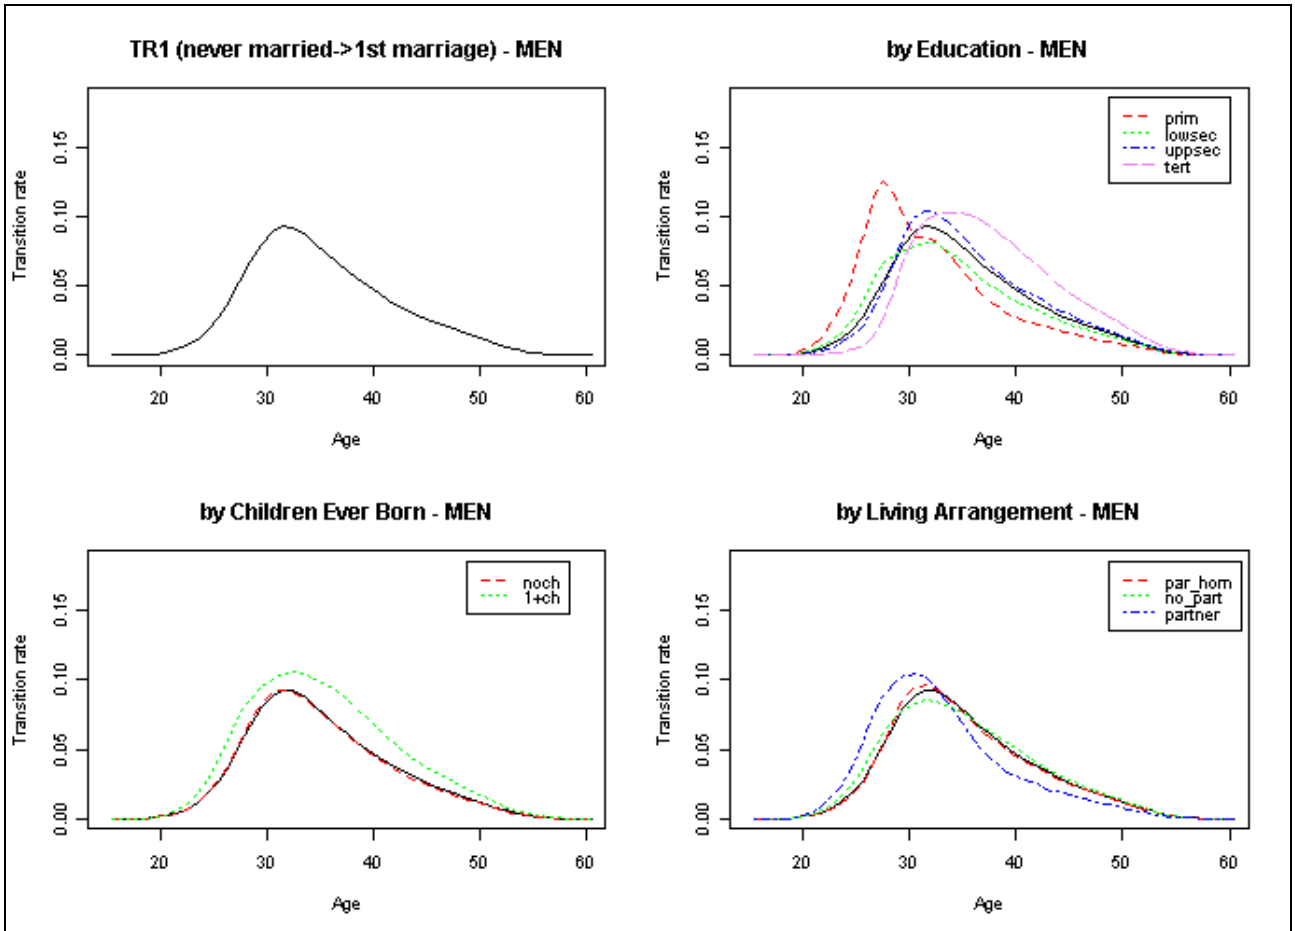 TR1 (never married->1st marriage) - MEN
Transition rate
0.00 0.05 0.10 0.15
20 30 40 50 60
Age
by Education - MEN
prim
lowsec
uppsec
tert
Transition rate
0.00 0.05 0.10 0.15
20 30 40 50 60
Age
by Children Ever Born - MEN
noch
1+ch
Transition rate
0.00 0.05 0.10 0.15
20 30 40 50 60
Age
by Living Arrangement - MEN
par_hom
no_part
partner
Transition rate
0.00 0.05 0.10 0.15
20 30 40 50 60
Age